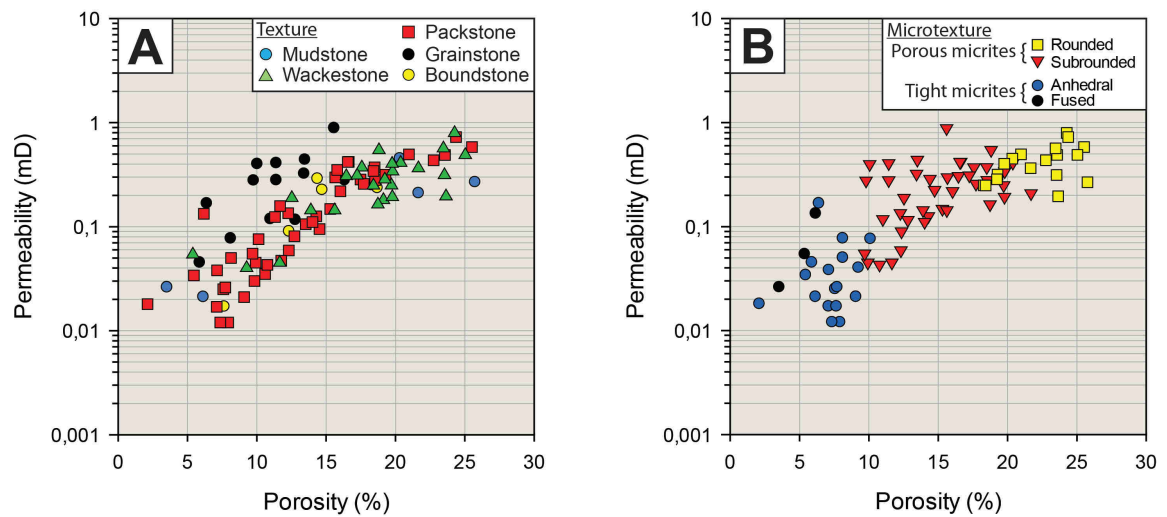 A
Texture
Mudstone
Wackestone
Packstone
Grainstone
Boundstone
10
1
0,1
0,01
0,001
0
5
10
15
20
25
30
Permeability (mD)
Porosity (%)
B
Microtexture
Porous micrites {
Rounded
Subrounded
Tight micrites {
Anhedral
Fused
10
1
0,1
0,01
0,001
0
5
10
15
20
25
30
Permeability (mD)
Porosity (%)